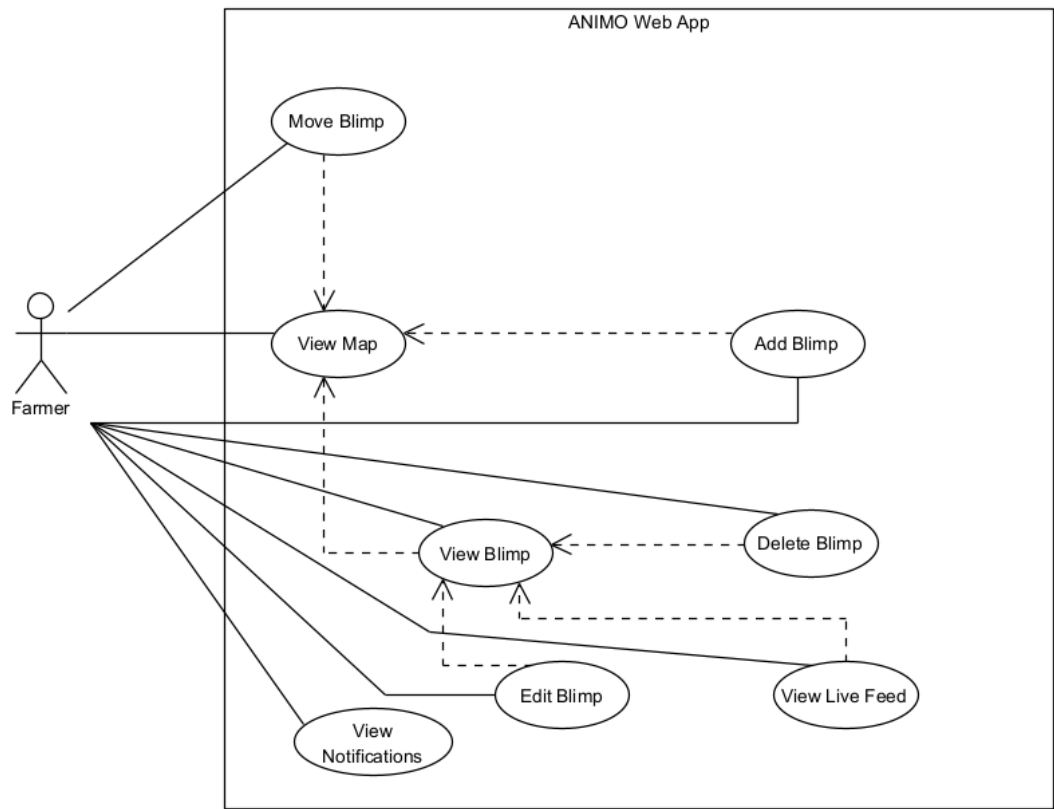 ANIMO Web App
Move Blimp
View Map
Add Blimp
Farmer
View Blimp
Delete Blimp
Edit Blimp
View Live Feed
View
Notifications